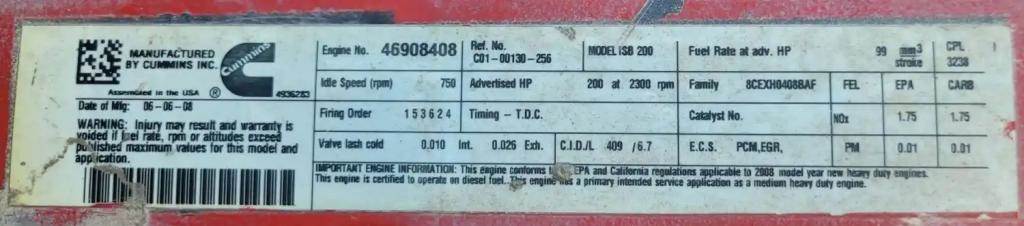 MANUFACTURED
BY CUMMINS INC.
Cummins
Assembled in the USA ® 4936283
Date of Mfg: 06-06-08
WARNING: Injury may result and warranty is
voided if fuel rate, rpm or altitudes exceed
published maximum values for this model and
application.
Engine No. 46908408 Ref. No. C01-00130-256 MODEL ISB 200 Fuel Rate at adv. HP 99 mm3 stroke CPL 3238
Idle Speed (rpm) 750 Advertised HP 200 at 2300 rpm Family 8CEXH0408BAF FEL EPA CARB
Firing Order 153624 Timing - T.D.C. Catalyst No. NOx 1.75 1.75
Valve lash cold 0.010 Int. 0.026 Exh. C.I.D./L 409 /6.7 E.C.S. PCM,EGR, PM 0.01 0.01
IMPORTANT ENGINE INFORMATION: This engine conforms to EPA and California regulations applicable to 2008 model year new heavy duty engines.
This engine is certified to operate on diesel fuel. This engine has a primary intended service application as a medium heavy duty engine.